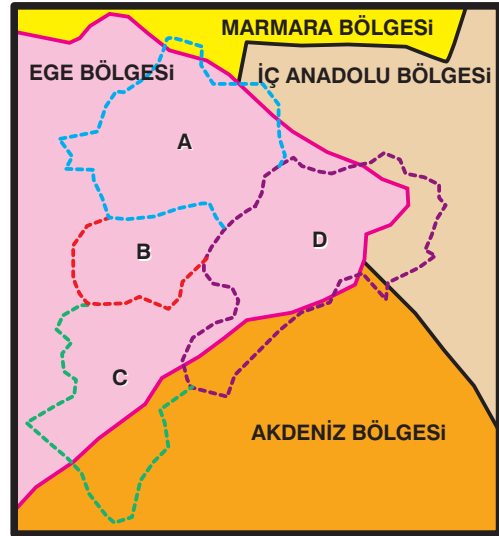 MARMARA BÖLGESi
EGE BÖLGESi
İÇ ANADOLU BÖLGESi
A
B
D
C
AKDENİZ BÖLGESi